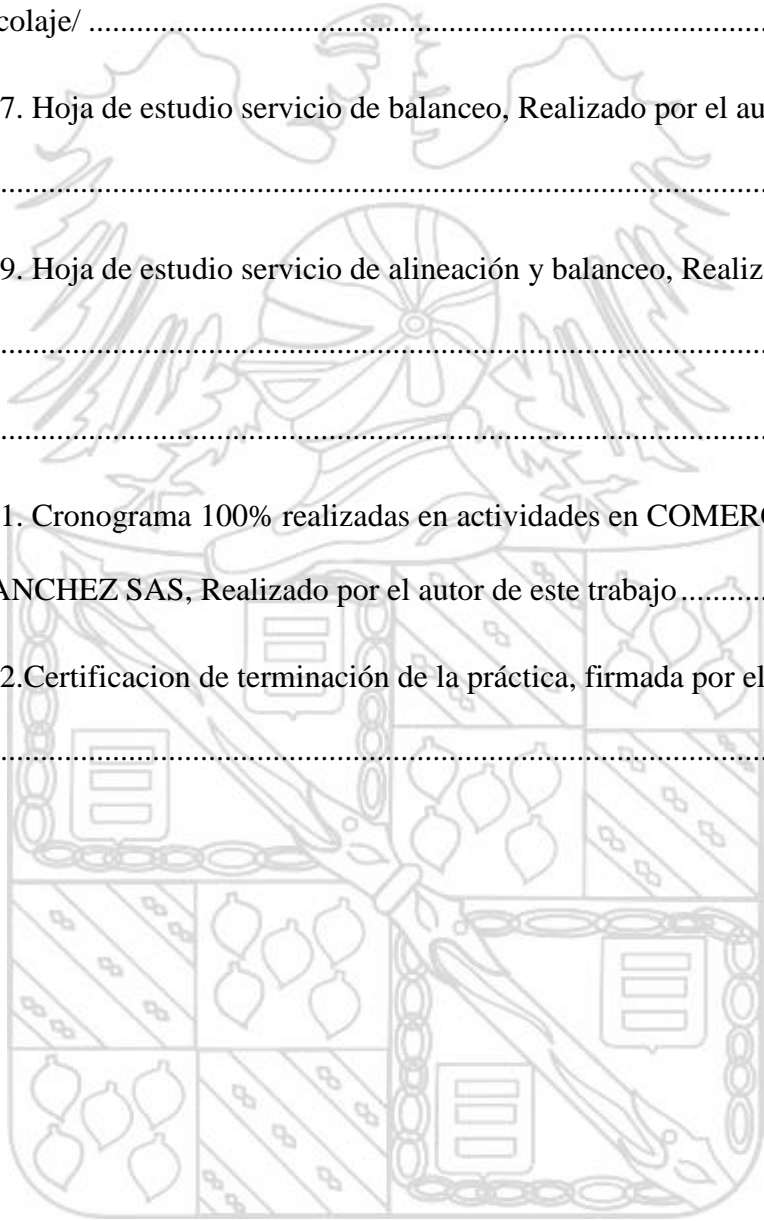 colaje/ ........................................................................
7. Hoja de estudio servicio de balanceo, Realizado por el au
........................................................................
9. Hoja de estudio servicio de alineación y balanceo, Realiz
........................................................................
........................................................................
1. Cronograma 100% realizadas en actividades en COMERC
ANCHEZ SAS, Realizado por el autor de este trabajo ............
2.Certificacion de terminación de la práctica, firmada por el
........................................................................